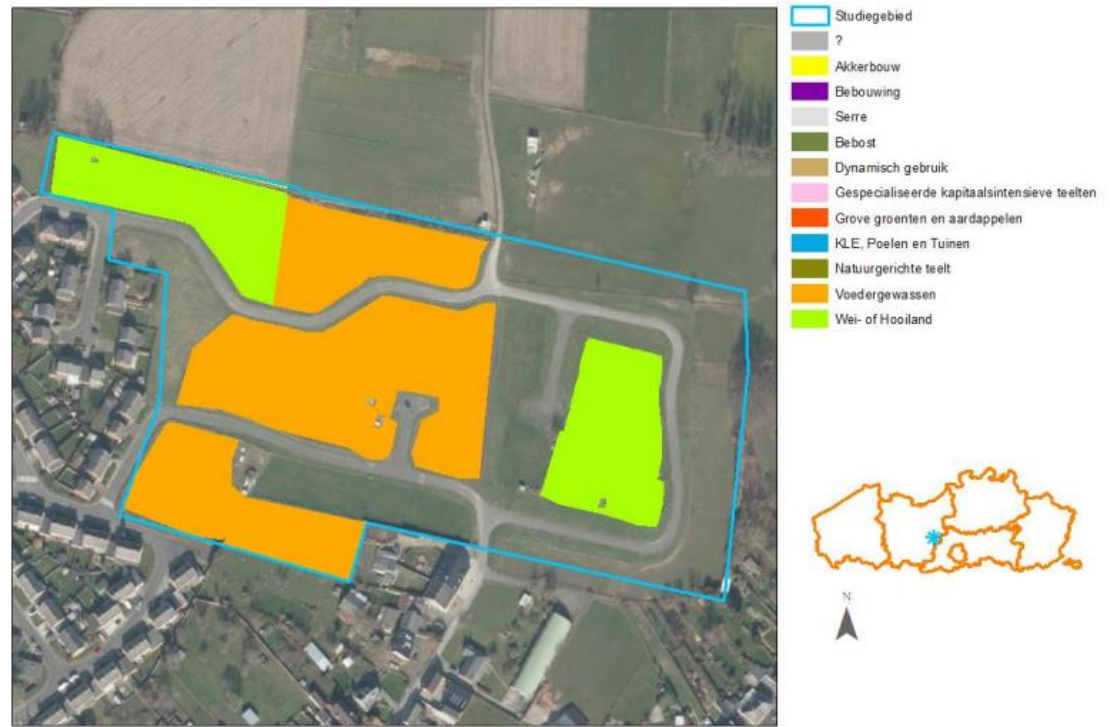 Studiegebied
?
Akkerbouw
Bebouwing
Serre
Bebost
Dynamisch gebruik
Gespecialiseerde kapitaalsintensieve teelten
Grove groenten en aardappelen
KLE, Poelen en Tuinen
Natuurgerichte teelt
Voedergewassen
Wei- of Hooiland
N